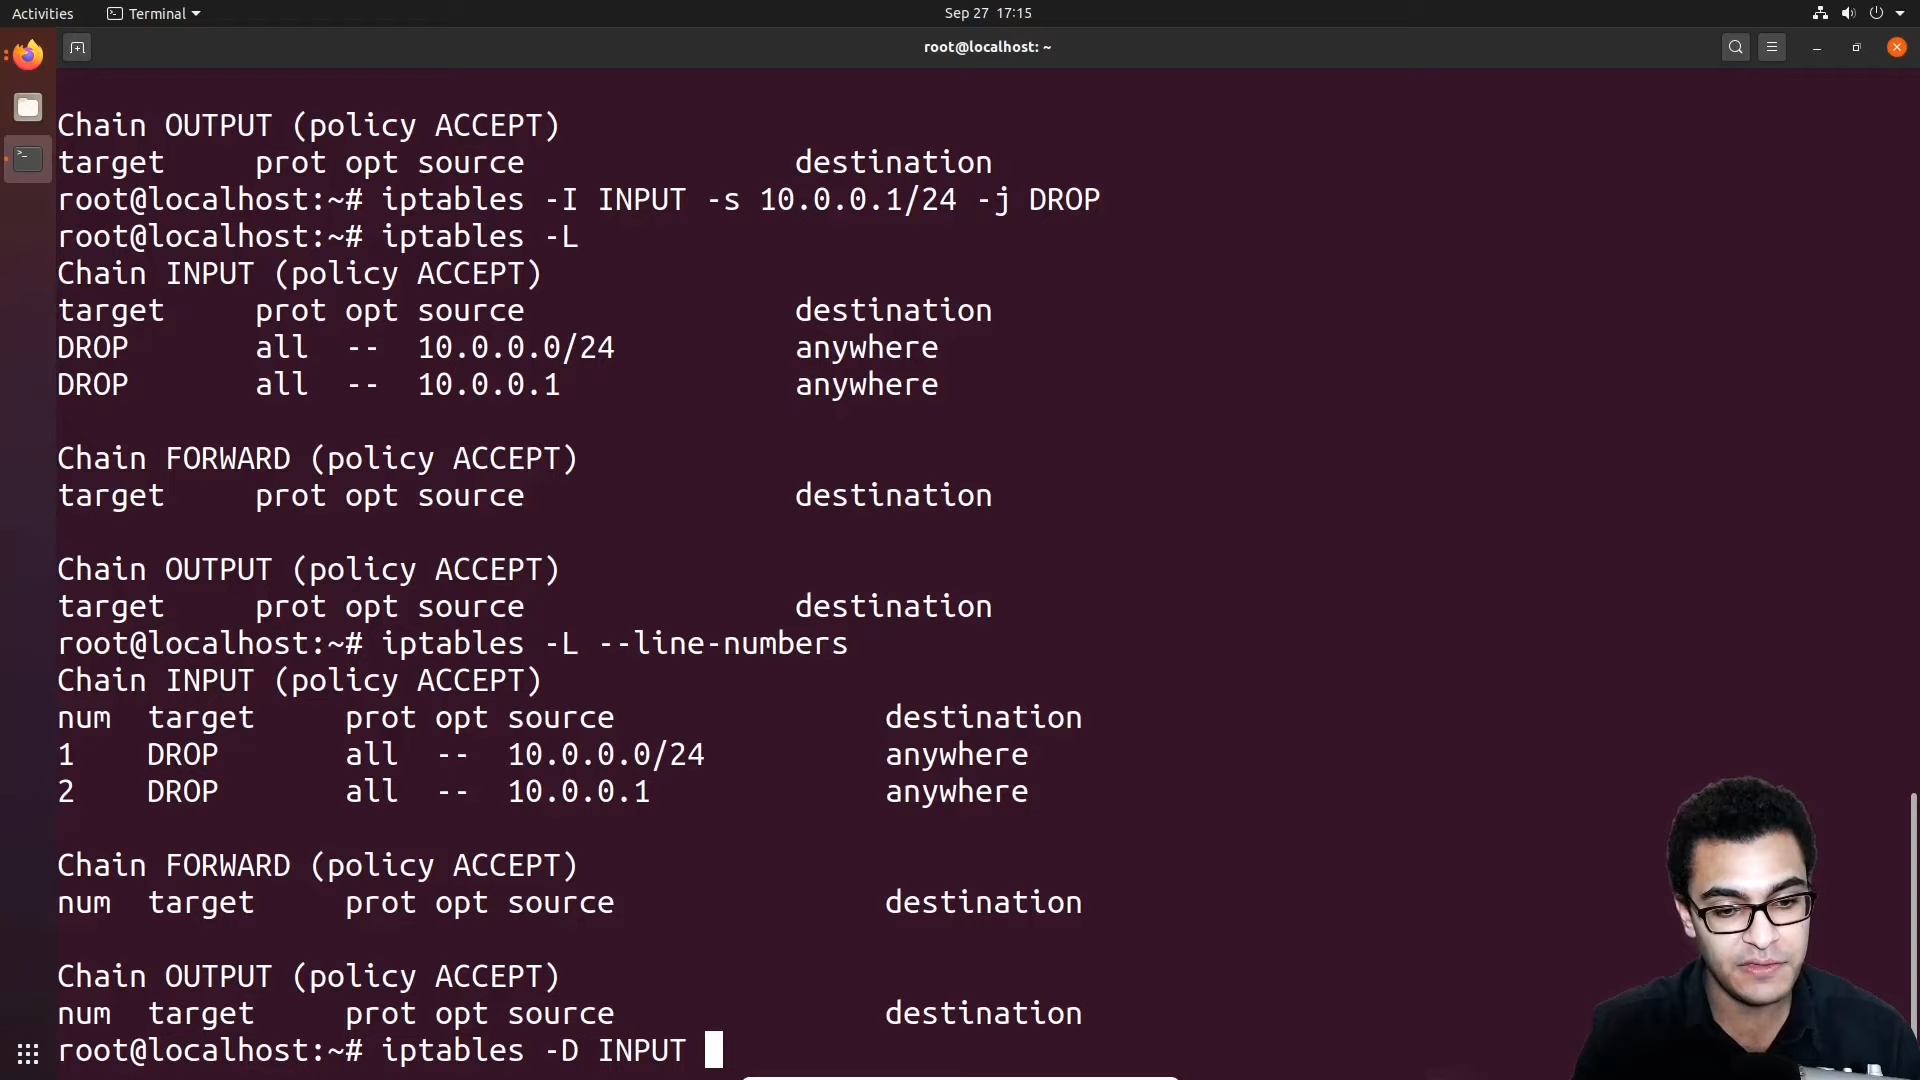 Activities Terminal Sep 27 17:15
root@localhost: ~
Chain OUTPUT (policy ACCEPT)
target prot opt source destination
root@localhost:~# iptables -I INPUT -s 10.0.0.1/24 -j DROP
root@localhost:~# iptables -L
Chain INPUT (policy ACCEPT)
target prot opt source destination
DROP all -- 10.0.0.0/24 anywhere
DROP all -- 10.0.0.1 anywhere
Chain FORWARD (policy ACCEPT)
target prot opt source destination
Chain OUTPUT (policy ACCEPT)
target prot opt source destination
root@localhost:~# iptables -L --line-numbers
Chain INPUT (policy ACCEPT)
num target prot opt source destination
1 DROP all -- 10.0.0.0/24 anywhere
2 DROP all -- 10.0.0.1 anywhere
Chain FORWARD (policy ACCEPT)
num target prot opt source destination
Chain OUTPUT (policy ACCEPT)
num target prot opt source destination
root@localhost:~# iptables -D INPUT